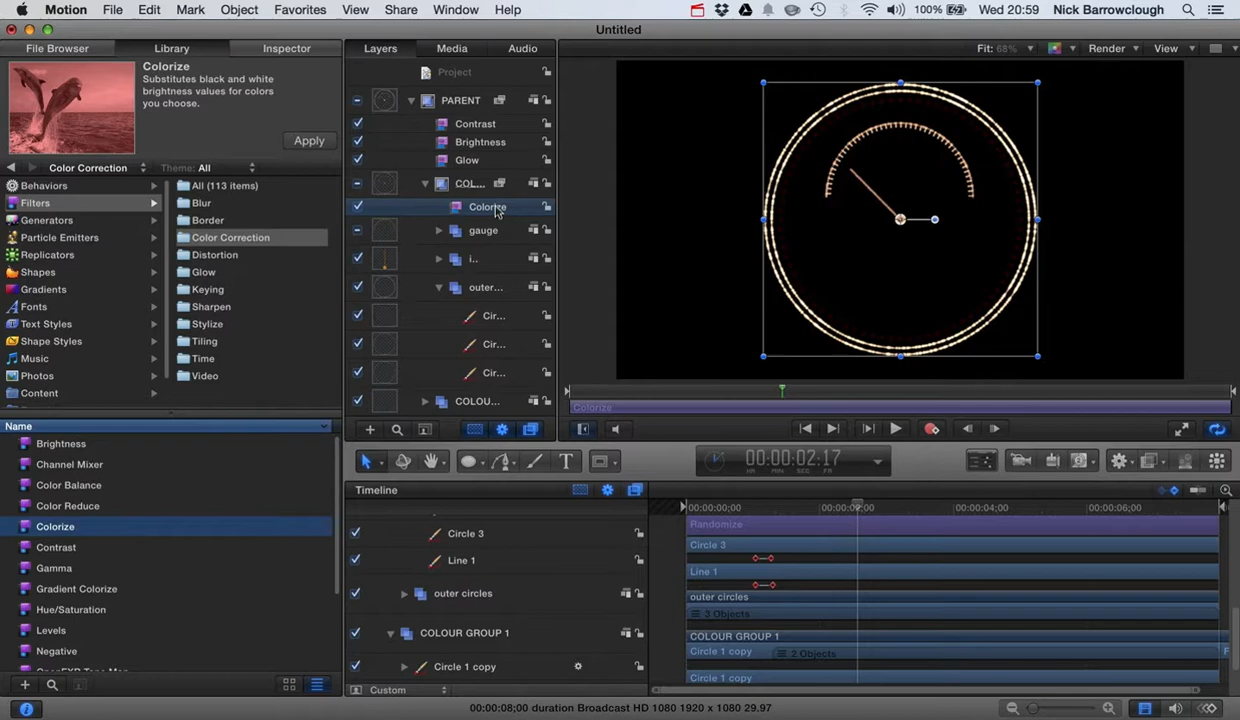 Motion File Edit Mark Object Favorites View Share Window Help 100% Wed 20:59 Nick Barrowclough
Untitled
File Browser Library Inspector Layers Media Audio Fit: 68% Render View
Colorize
Substitutes black and white
brightness values for colors
you choose.
Apply
Color Correction Theme: All
Behaviors
Filters
Generators
Particle Emitters
Replicators
Shapes
Gradients
Fonts
Text Styles
Shape Styles
Music
Photos
Content
All (113 items)
Blur
Border
Color Correction
Distortion
Glow
Keying
Sharpen
Stylize
Tiling
Time
Video
Name
Brightness
Channel Mixer
Color Balance
Color Reduce
Colorize
Contrast
Gamma
Gradient Colorize
Hue/Saturation
Levels
Negative
Project
PARENT
Contrast
Brightness
Glow
COL...
Colorize
gauge
i..
outer...
Cir...
Cir...
Cir...
COLOU...
Colorize
00:00:02:17
Timeline
00:00:00;00 00:00:04;00 00:00:06;00
Randomize
Circle 3 Circle 3
Line 1 Line 1
outer circles outer circles
3 Objects
COLOUR GROUP 1 COLOUR GROUP 1
Circle 1 copy 2 Objects
Circle 1 copy Circle 1 copy
Custom
00:00:08;00 duration Broadcast HD 1080 1920 x 1080 29.97